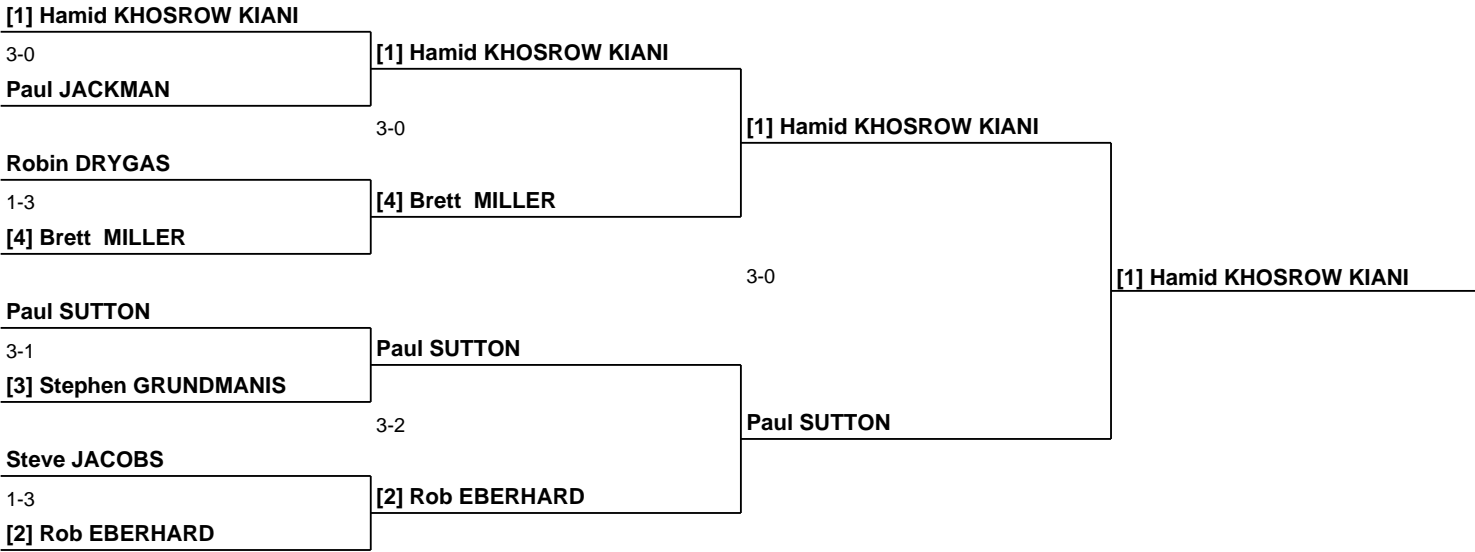 [1] Hamid KHOSROW KIANI
3-0
Paul JACKMAN
Robin DRYGAS
1-3
[4] Brett  MILLER
Paul SUTTON
3-1
[3] Stephen GRUNDMANIS
Steve JACOBS
1-3
[2] Rob EBERHARD
[1] Hamid KHOSROW KIANI
3-0
[4] Brett  MILLER
Paul SUTTON
3-2
[2] Rob EBERHARD
[1] Hamid KHOSROW KIANI
3-0
Paul SUTTON
[1] Hamid KHOSROW KIANI